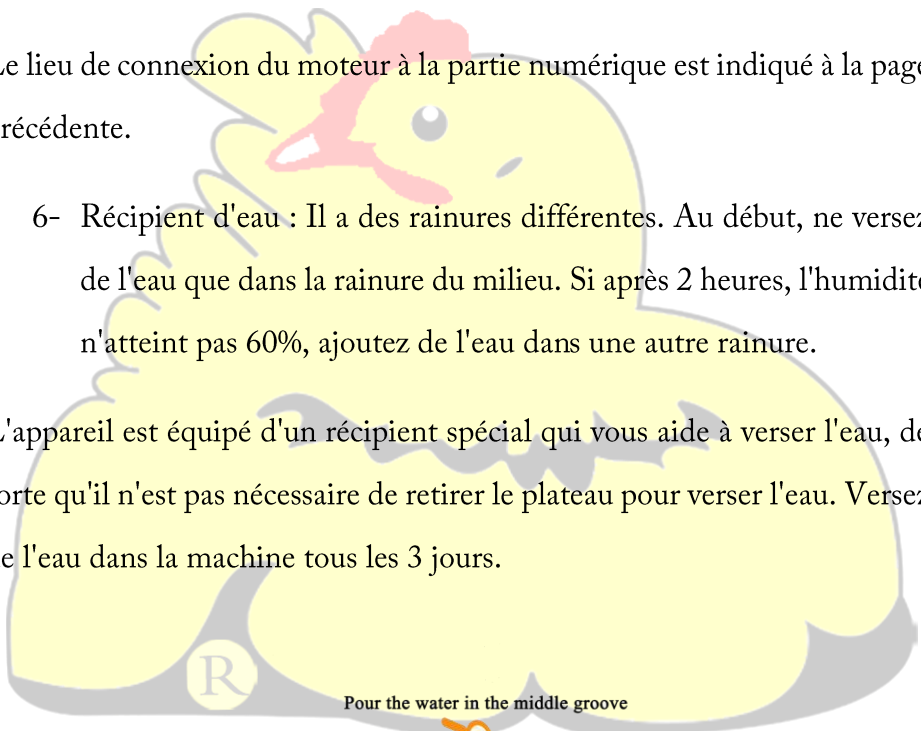 Le lieu de connexion du moteur à la partie numérique est indiqué à la page
récédente.
6- Récipient d'eau : Il a des rainures différentes. Au début, ne versez
de l'eau que dans la rainure du milieu. Si après 2 heures, l'humidité
n'atteint pas 60%, ajoutez de l'eau dans une autre rainure.
L'appareil est équipé d'un récipient spécial qui vous aide à verser l'eau, de
orte qu'il n'est pas nécessaire de retirer le plateau pour verser l'eau. Versez
e l'eau dans la machine tous les 3 jours.
R
Pour the water in the middle groove